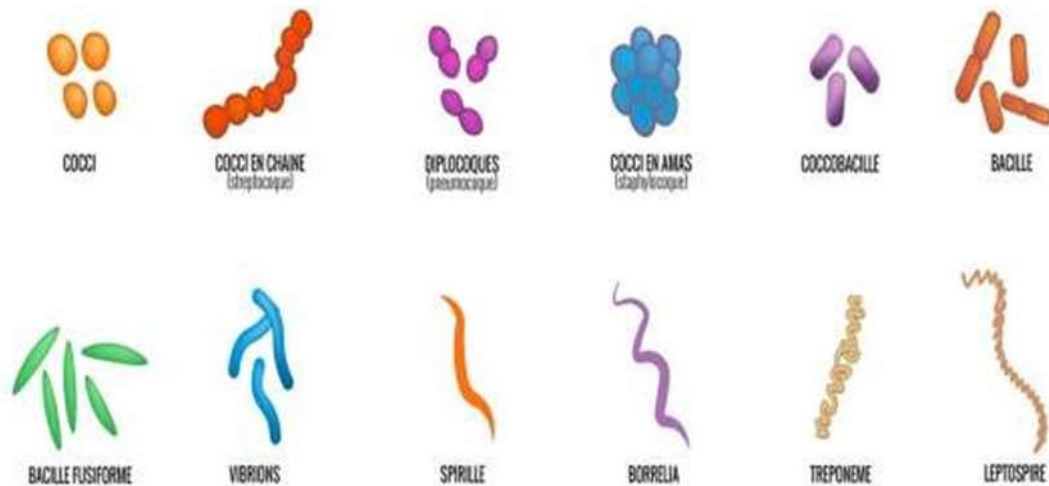 COCCI
COCCI EN CHAINE
(streptocoque)
DIPLOCOQUES
(pneumocoque)
COCCI EN AMAS
(staphylocoque)
COCCOBACILLE
BACILLE
BACILLE FUSIFORME
VIBRIONS
SPIRILLE
BORRELIA
TREPONEME
LEPTOSPIRE